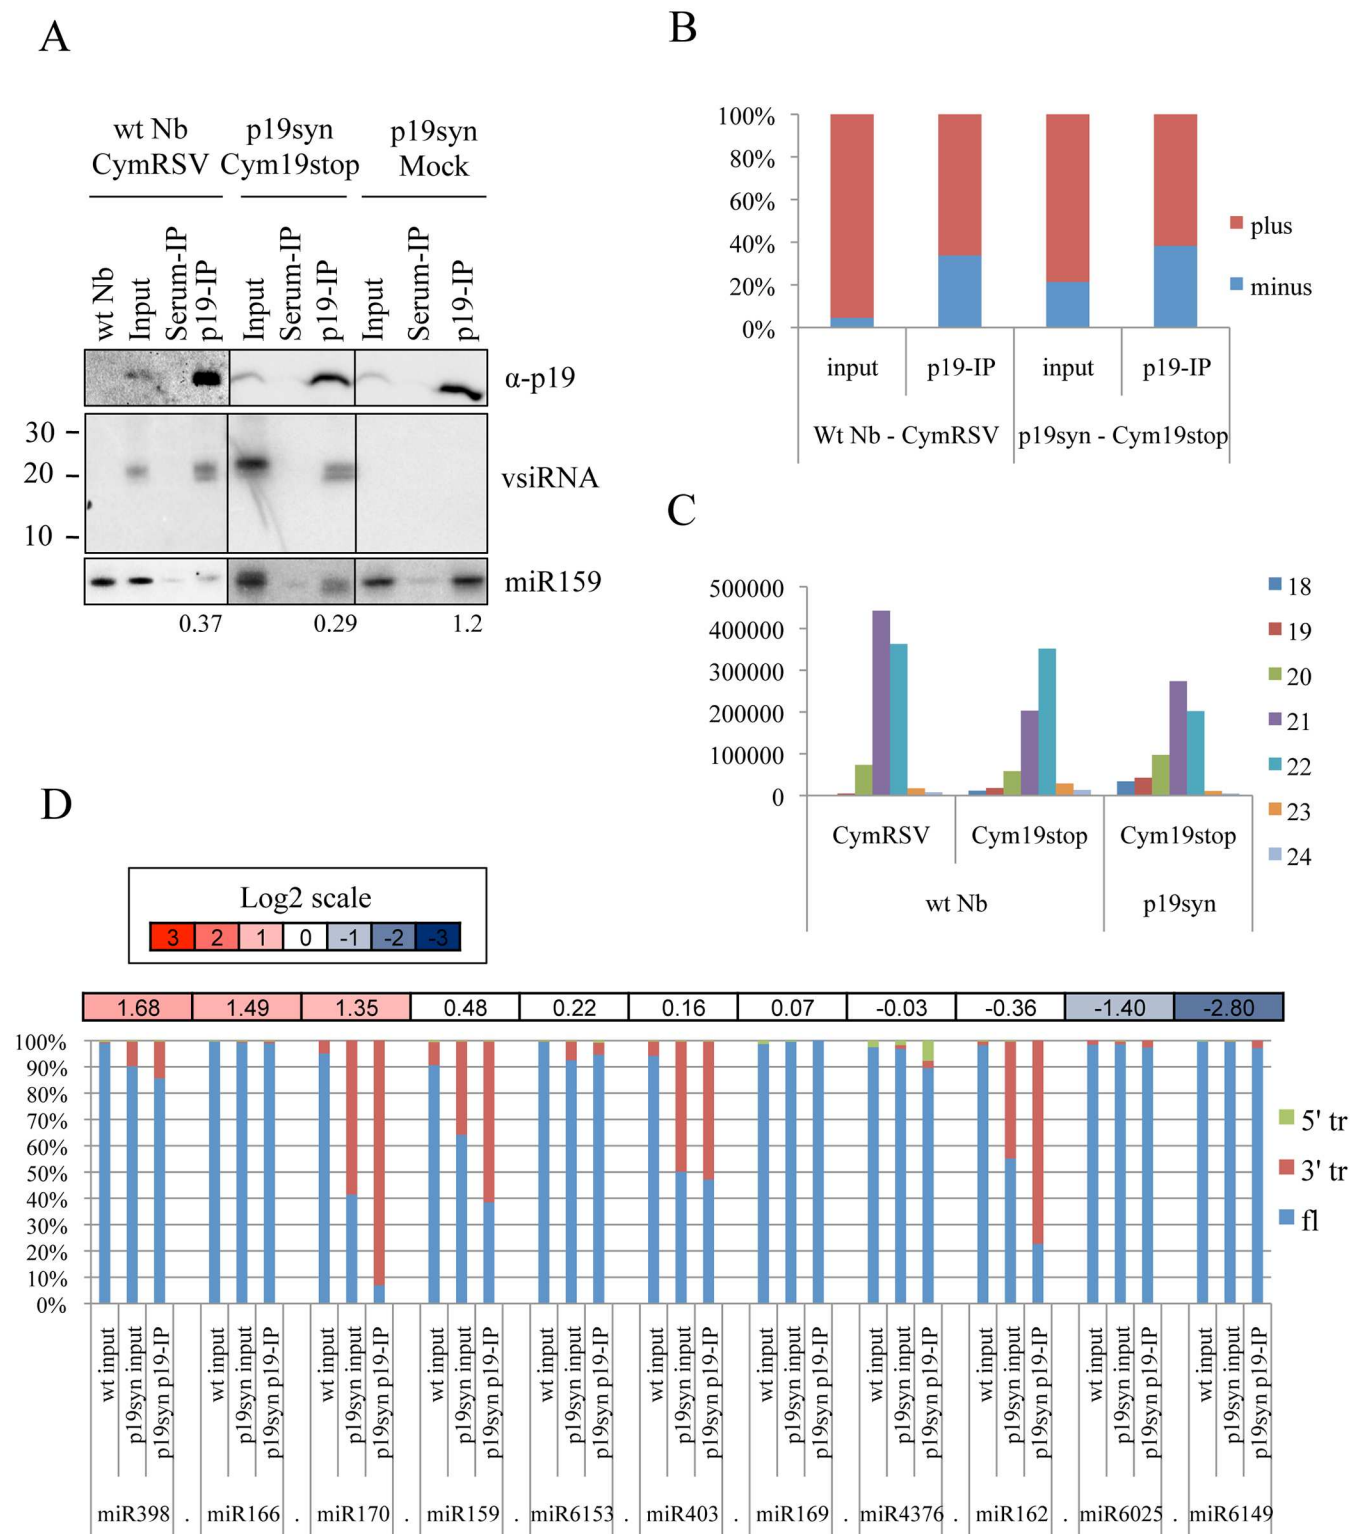 A
wt Nb
CymRSV
p19syn
Cym19stop
p19syn
Mock
wt Nb
Input
Serum-IP
p19-IP
Input
Serum-IP
p19-IP
Input
Serum-IP
p19-IP
α-p19
30
20
10
vsiRNA
miR159
0.37
0.29
1.2
B
100%
80%
60%
40%
20%
0%
plus
minus
input
p19-IP
input
p19-IP
Wt Nb - CymRSV
p19syn - Cym19stop
C
500000
400000
300000
200000
100000
0
18
19
20
21
22
23
24
CymRSV
Cym19stop
Cym19stop
wt Nb
p19syn
D
Log2 scale
3 2 1 0 -1 -2 -3
1.68 1.49 1.35 0.48 0.22 0.16 0.07 -0.03 -0.36 -1.40 -2.80
100%
90%
80%
70%
60%
50%
40%
30%
20%
10%
0%
5' tr
3' tr
fl
wt input
p19syn input
p19syn p19-IP
wt input
p19syn input
p19syn p19-IP
wt input
p19syn input
p19syn p19-IP
wt input
p19syn input
p19syn p19-IP
wt input
p19syn input
p19syn p19-IP
wt input
p19syn input
p19syn p19-IP
wt input
p19syn input
p19syn p19-IP
wt input
p19syn input
p19syn p19-IP
wt input
p19syn input
p19syn p19-IP
wt input
p19syn input
p19syn p19-IP
wt input
p19syn input
p19syn p19-IP
miR398 . miR166 . miR170 . miR159 . miR6153 . miR403 . miR169 . miR4376 . miR162 . miR6025 . miR6149